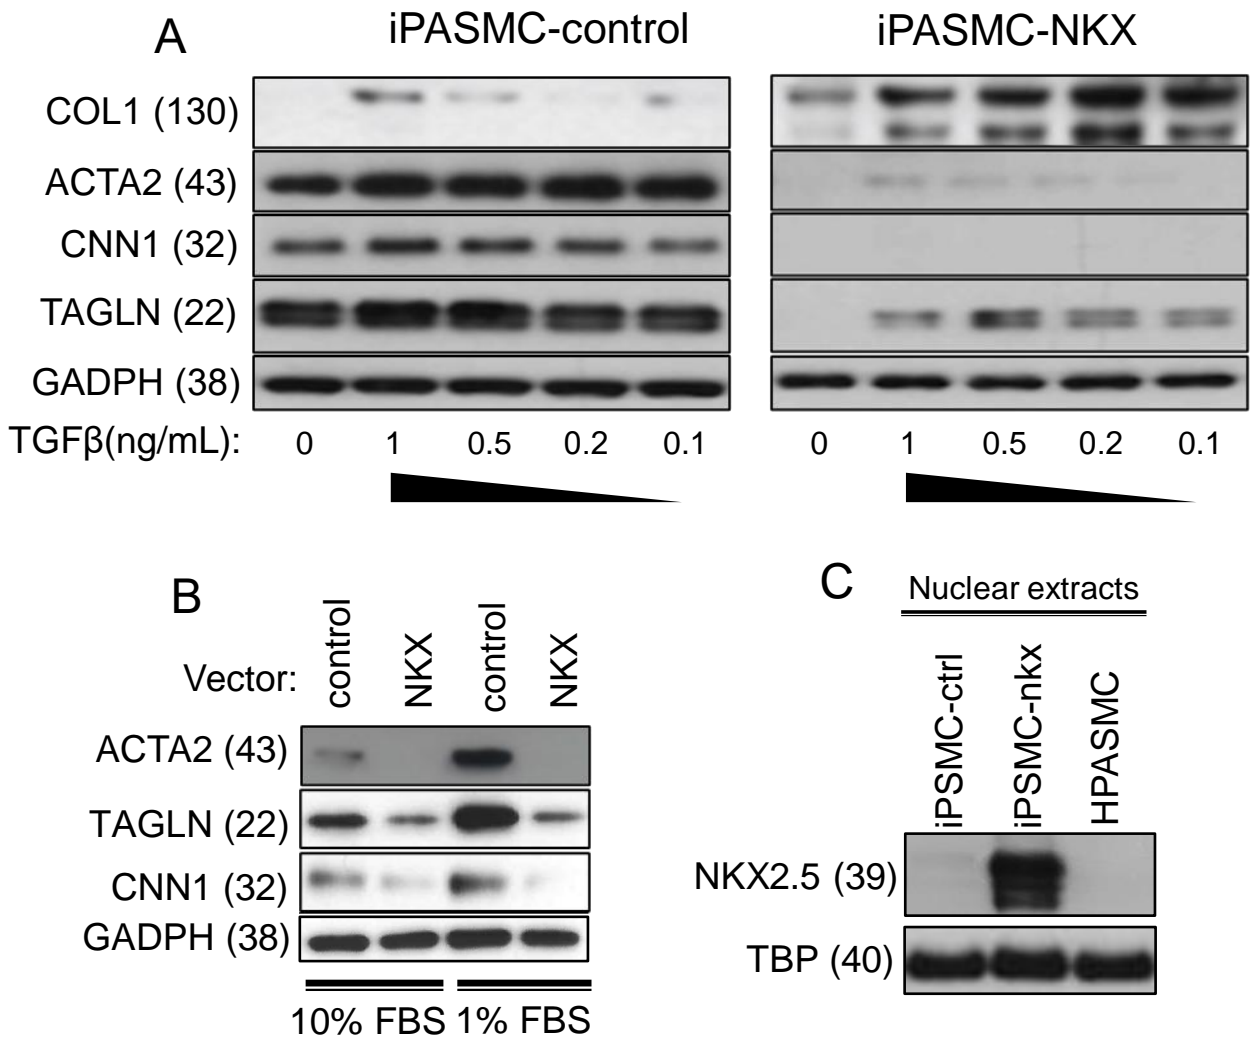 A
iPASMC-control
iPASMC-NKX
COL1 (130)
ACTA2 (43)
CNN1 (32)
TAGLN (22)
GADPH (38)
TGFβ(ng/mL): 0 1 0.5 0.2 0.1 0 1 0.5 0.2 0.1
B
Vector: control NKX control NKX
ACTA2 (43)
TAGLN (22)
CNN1 (32)
GADPH (38)
10% FBS 1% FBS
C
Nuclear extracts
iPSMC-ctrl iPSMC-nkx HPASMC
NKX2.5 (39)
TBP (40)